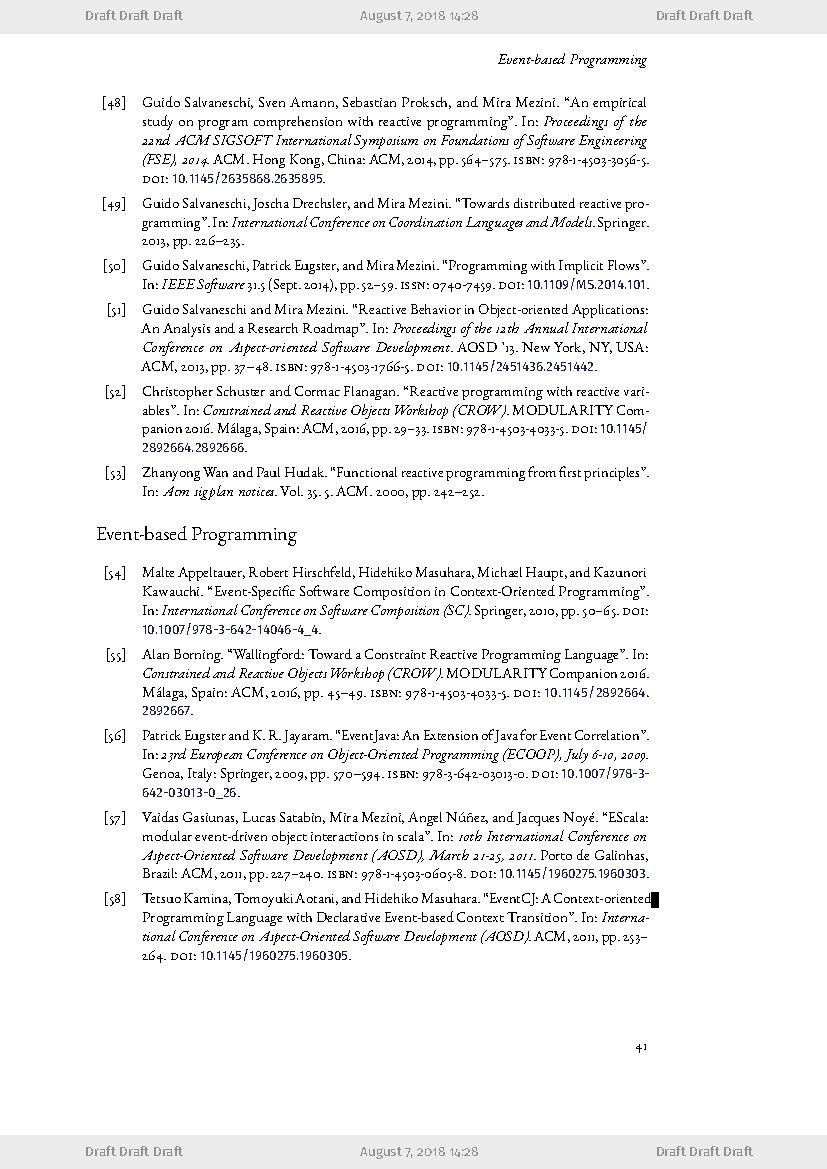 Draft Draft Draft August 7, 2018 14:28 Draft Draft Draft
Event-based Programming
[48] Guido Salvaneschi, Sven Amann, Sebastian Proksch, and Mira Mezini. “An empirical
study on program comprehension with reactive programming”. In: Proceedings of the
22nd ACM SIGSOFT International Symposium on Foundations of Software Engineering
(FSE), 2014. ACM. Hong Kong, China: ACM, 2014, pp. 564–575. ISBN: 978-1-4503-3056-5.
DOI: 10.1145/2635868.2635895.
[49] Guido Salvaneschi, Joscha Drechsler, and Mira Mezini. “Towards distributed reactive pro-
gramming”. In: International Conference on Coordination Languages and Models. Springer.
2013, pp. 226–235.
[50] Guido Salvaneschi, Patrick Eugster, and Mira Mezini. “Programming with Implicit Flows”.
In: IEEE Software 31.5 (Sept. 2014), pp. 52–59. ISSN: 0740-7459. DOI: 10.1109/MS.2014.101.
[51] Guido Salvaneschi and Mira Mezini. “Reactive Behavior in Object-oriented Applications:
An Analysis and a Research Roadmap”. In: Proceedings of the 12th Annual International
Conference on Aspect-oriented Software Development. AOSD ’13. New York, NY, USA:
ACM, 2013, pp. 37–48. ISBN: 978-1-4503-1766-5. DOI: 10.1145/2451436.2451442.
[52] Christopher Schuster and Cormac Flanagan. “Reactive programming with reactive vari-
ables”. In: Constrained and Reactive Objects Workshop (CROW). MODULARITY Com-
panion 2016. Málaga, Spain: ACM, 2016, pp. 29–33. ISBN: 978-1-4503-4033-5. DOI: 10.1145/
2892664.2892666.
[53] Zhanyong Wan and Paul Hudak. “Functional reactive programming from first principles”.
In: Acm sigplan notices. Vol. 35. 5. ACM. 2000, pp. 242–252.
Event-based Programming
[54] Malte Appeltauer, Robert Hirschfeld, Hidehiko Masuhara, Michael Haupt, and Kazunori
Kawauchi. “Event-Specific Software Composition in Context-Oriented Programming”.
In: International Conference on Software Composition (SC). Springer, 2010, pp. 50–65. DOI:
10.1007/978-3-642-14046-4_4.
[55] Alan Borning. “Wallingford: Toward a Constraint Reactive Programming Language”. In:
Constrained and Reactive Objects Workshop (CROW). MODULARITY Companion 2016.
Málaga, Spain: ACM, 2016, pp. 45–49. ISBN: 978-1-4503-4033-5. DOI: 10.1145/2892664.
2892667.
[56] Patrick Eugster and K. R. Jayaram. “EventJava: An Extension of Java for Event Correlation”.
In: 23rd European Conference on Object-Oriented Programming (ECOOP), July 6-10, 2009.
Genoa, Italy: Springer, 2009, pp. 570–594. ISBN: 978-3-642-03013-0. DOI: 10.1007/978-3-
642-03013-0_26.
[57] Vaidas Gasiunas, Lucas Satabin, Mira Mezini, Angel Núñez, and Jacques Noyé. “EScala:
modular event-driven object interactions in scala”. In: 10th International Conference on
Aspect-Oriented Software Development (AOSD), March 21-25, 2011. Porto de Galinhas,
Brazil: ACM, 2011, pp. 227–240. ISBN: 978-1-4503-0605-8. DOI: 10.1145/1960275.1960303.
[58] Tetsuo Kamina, Tomoyuki Aotani, and Hidehiko Masuhara. “EventCJ: A Context-oriented
Programming Language with Declarative Event-based Context Transition”. In: Interna-
tional Conference on Aspect-Oriented Software Development (AOSD). ACM, 2011, pp. 253–
264. DOI: 10.1145/1960275.1960305.
41
Draft Draft Draft August 7, 2018 14:28 Draft Draft Draft